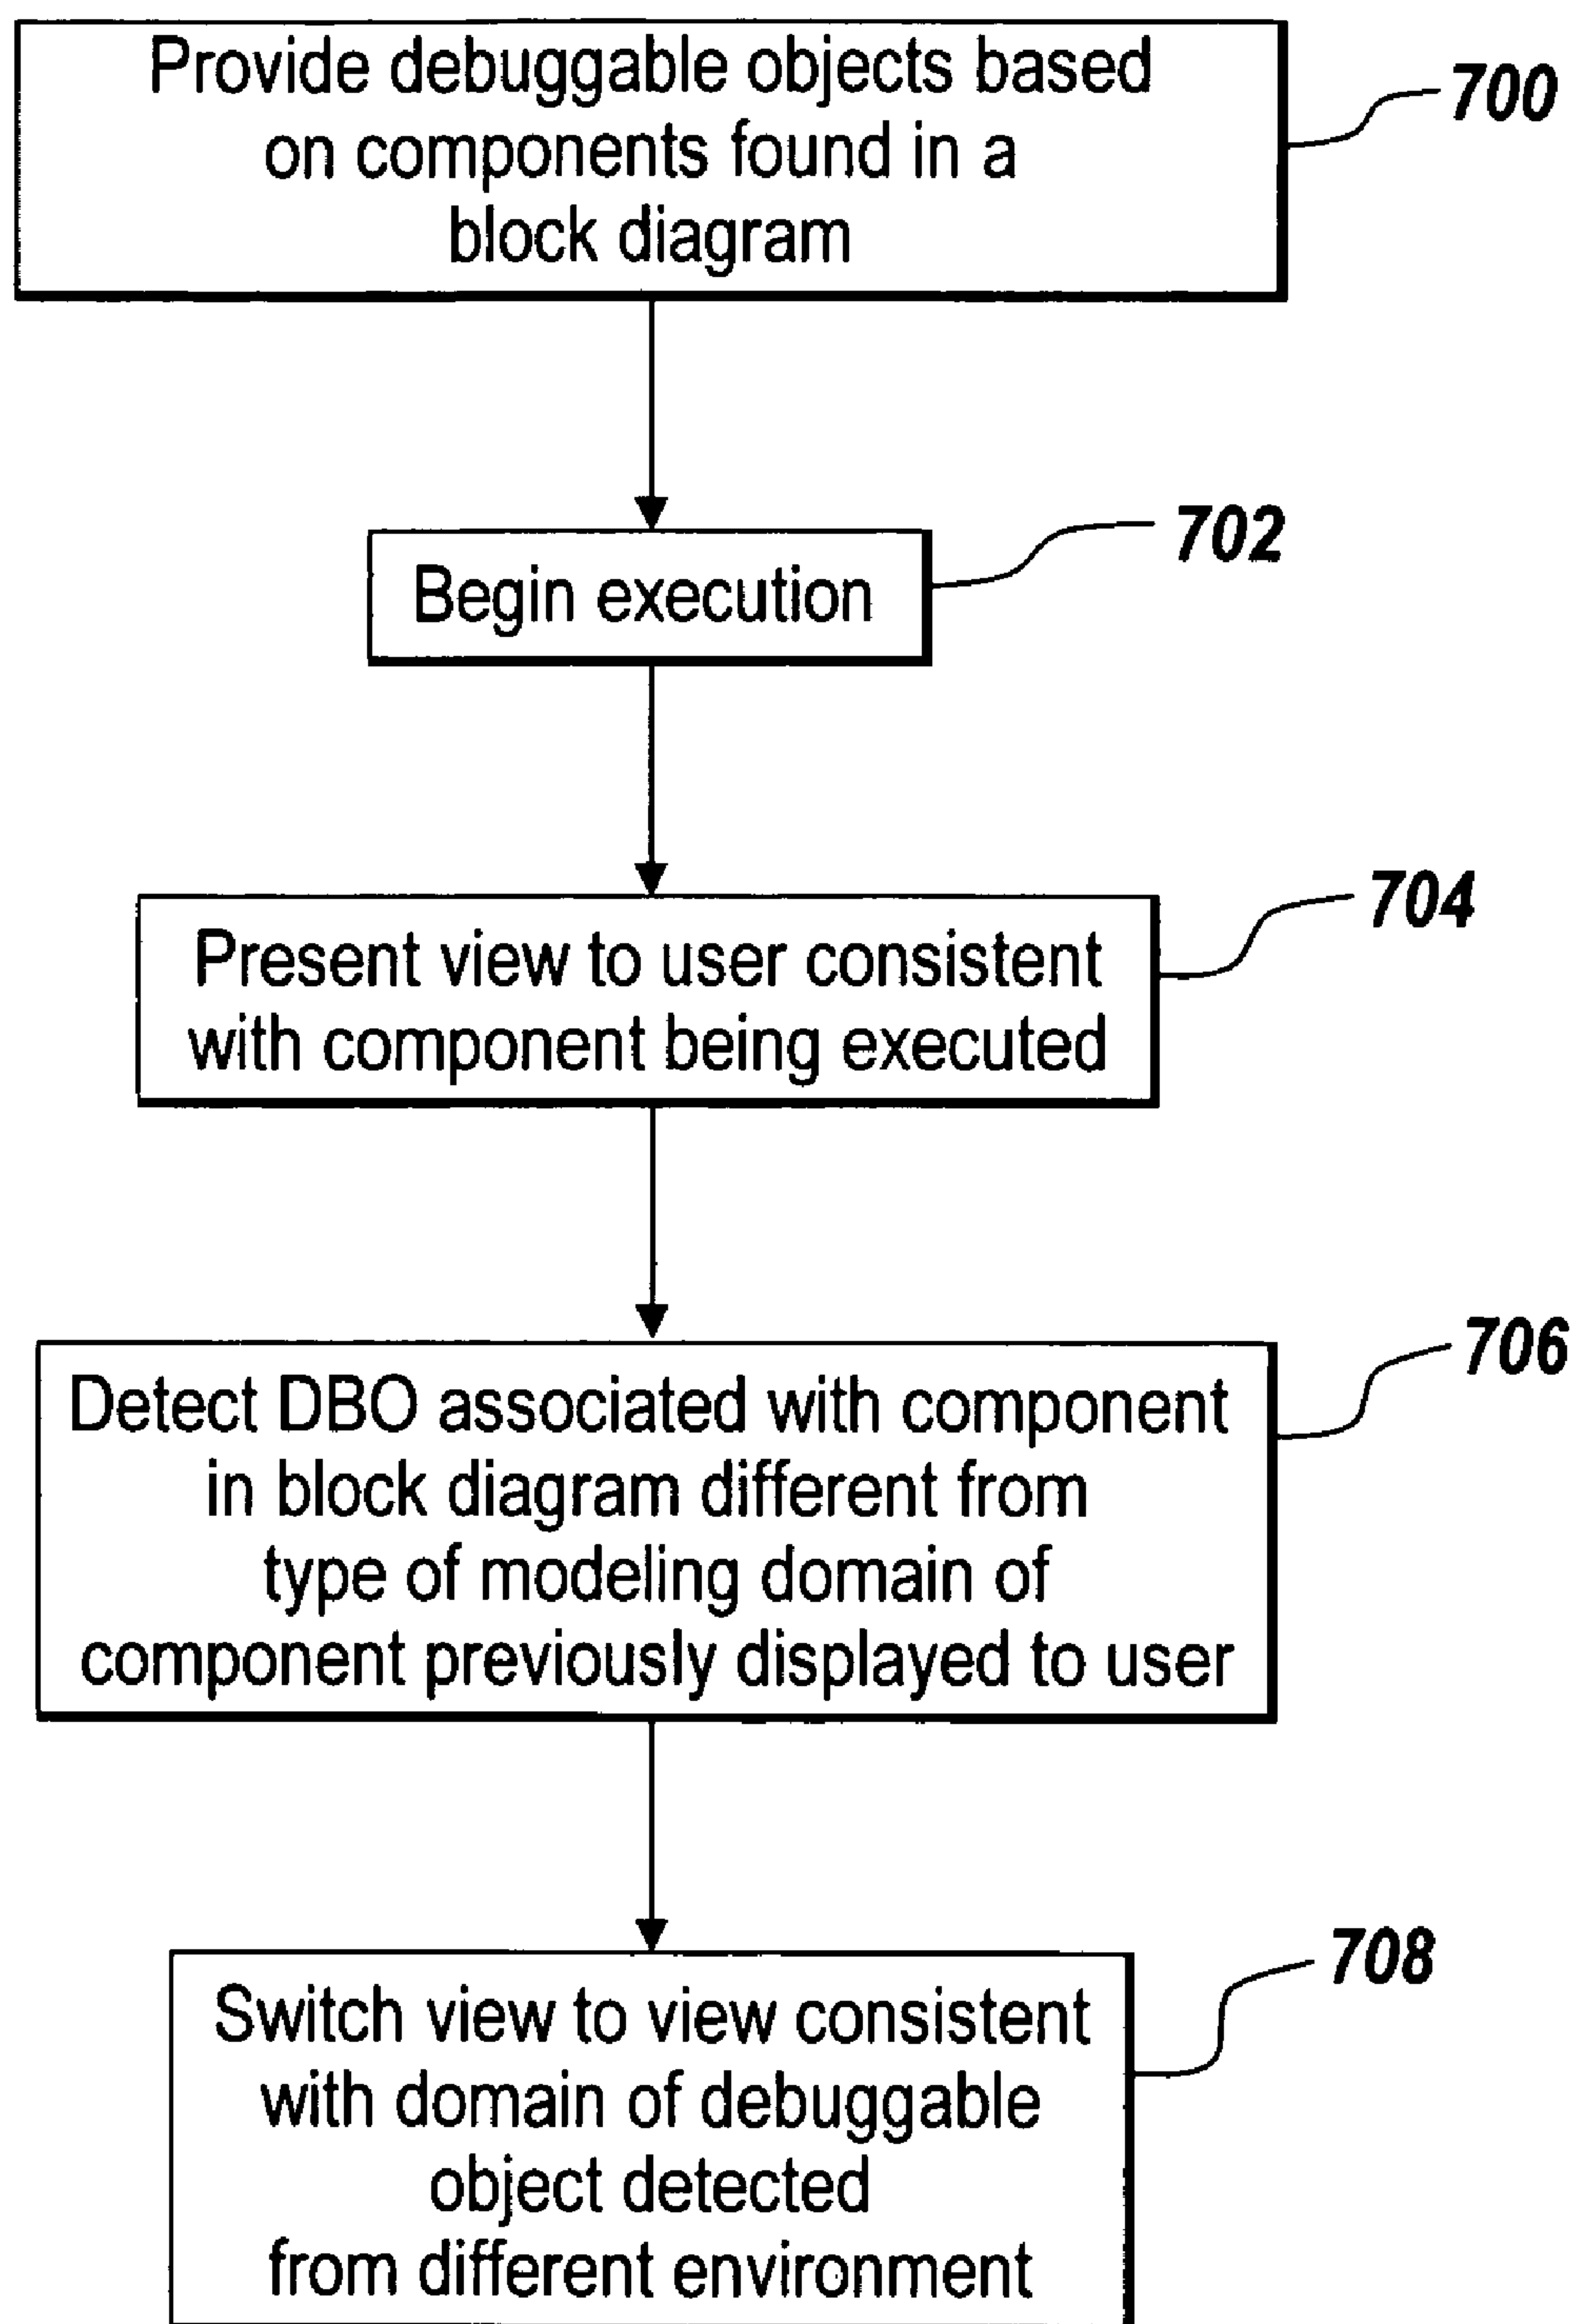 Provide debuggable objects based
on components found in a
block diagram
700
Begin execution
702
Present view to user consistent
with component being executed
704
Detect DBO associated with component
in block diagram different from
type of modeling domain of
component previously displayed to user
706
Switch view to view consistent
with domain of debuggable
object detected
from different environment
708